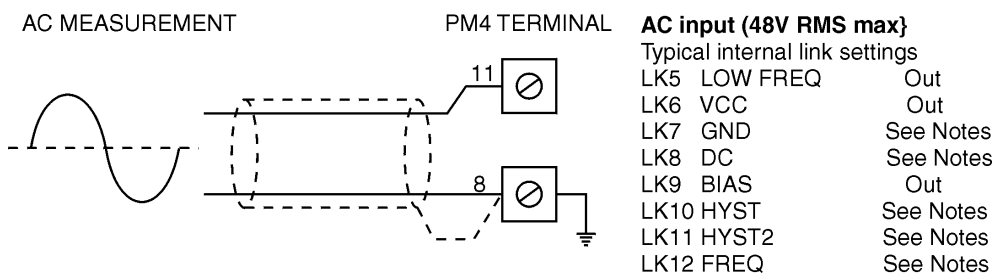 AC MEASUREMENT
PM4 TERMINAL
11
8
AC input (48V RMS max}
Typical internal link settings
LK5 LOW FREQ Out
LK6 VCC Out
LK7 GND See Notes
LK8 DC See Notes
LK9 BIAS Out
LK10 HYST See Notes
LK11 HYST2 See Notes
LK12 FREQ See Notes